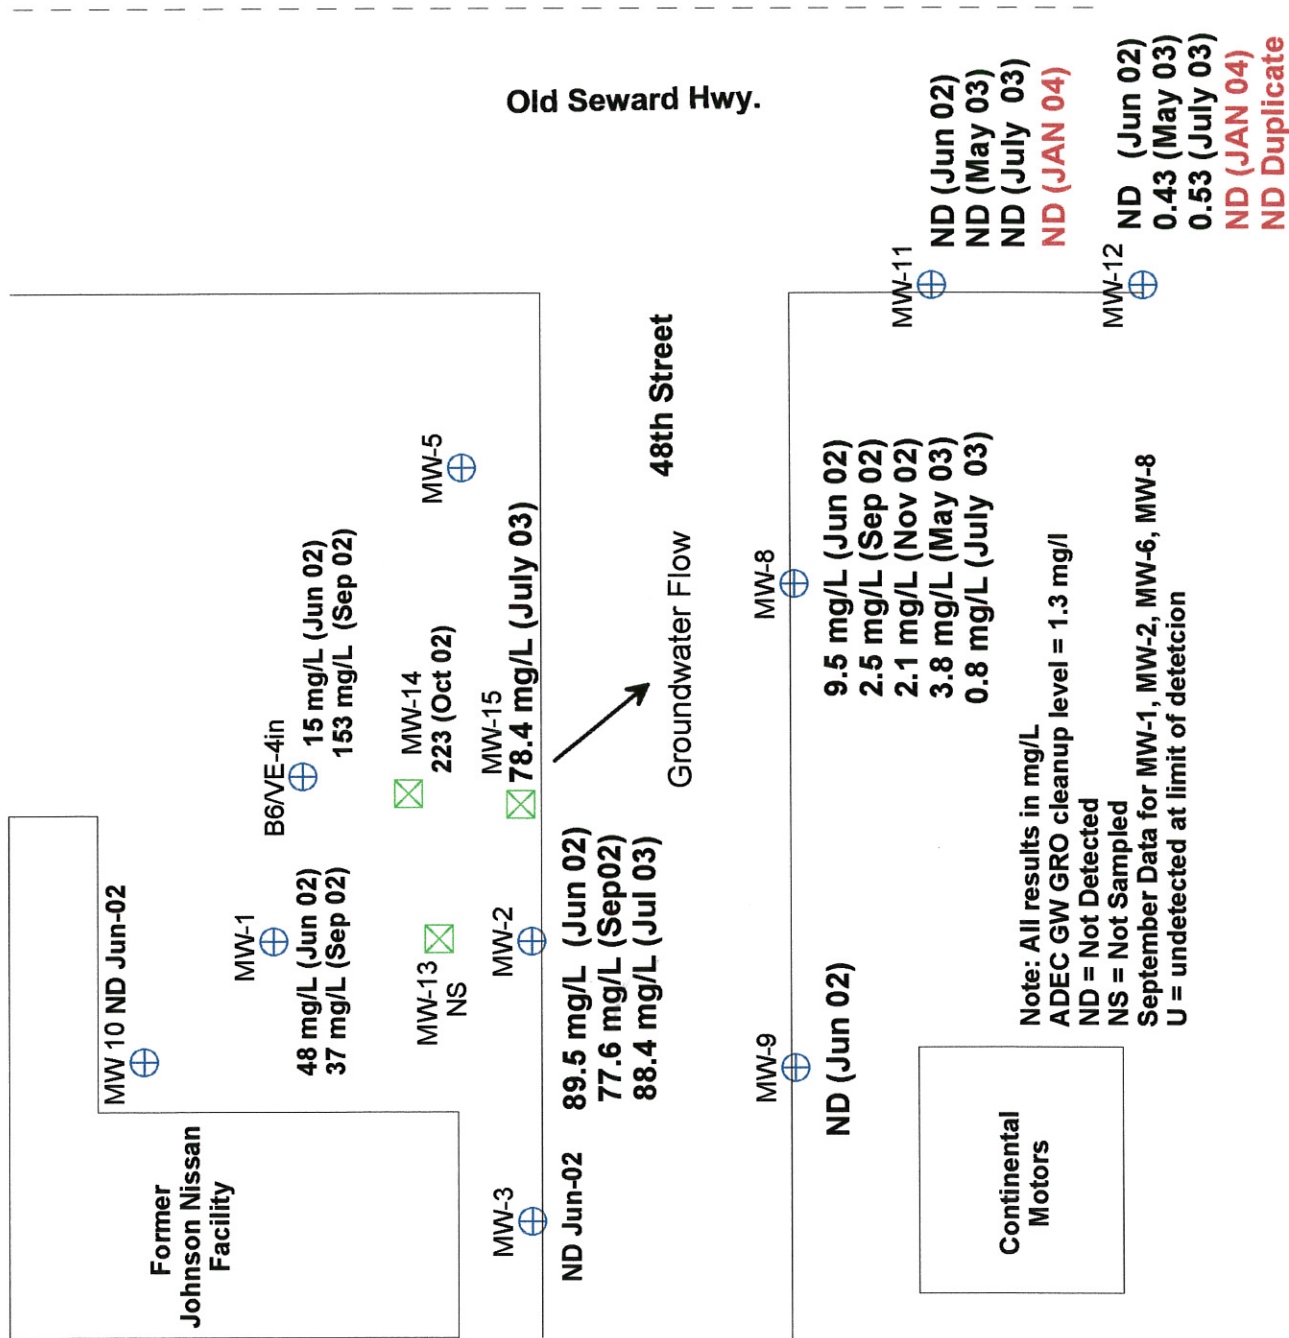 Old Seward Hwy.
ND (Jun 02)
ND (May 03)
ND (July 03)
ND (JAN 04)
ND (Jun 02)
0.43 (May 03)
0.53 (July 03)
ND (JAN 04)
ND Duplicate
MW-11
MW-12
48th Street
MW-5
B6/VE-4in
15 mg/L (Jun 02)
153 mg/L (Sep 02)
MW-14
223 (Oct 02)
MW-15
78.4 mg/L (July 03)
Groundwater Flow
MW-8
9.5 mg/L (Jun 02)
2.5 mg/L (Sep 02)
2.1 mg/L (Nov 02)
3.8 mg/L (May 03)
0.8 mg/L (July 03)
MW 10 ND Jun-02
MW-1
48 mg/L (Jun 02)
37 mg/L (Sep 02)
MW-13
NS
MW-2
89.5 mg/L (Jun 02)
77.6 mg/L (Sep02)
88.4 mg/L (Jul 03)
MW-9
ND (Jun 02)
Note: All results in mg/L
ADEC GW GRO cleanup level = 1.3 mg/l
ND = Not Detected
NS = Not Sampled
September Data for MW-1, MW-2, MW-6, MW-8
U = undetected at limit of detetcion
Former
Johnson Nissan
Facility
MW-3
ND Jun-02
Continental
Motors